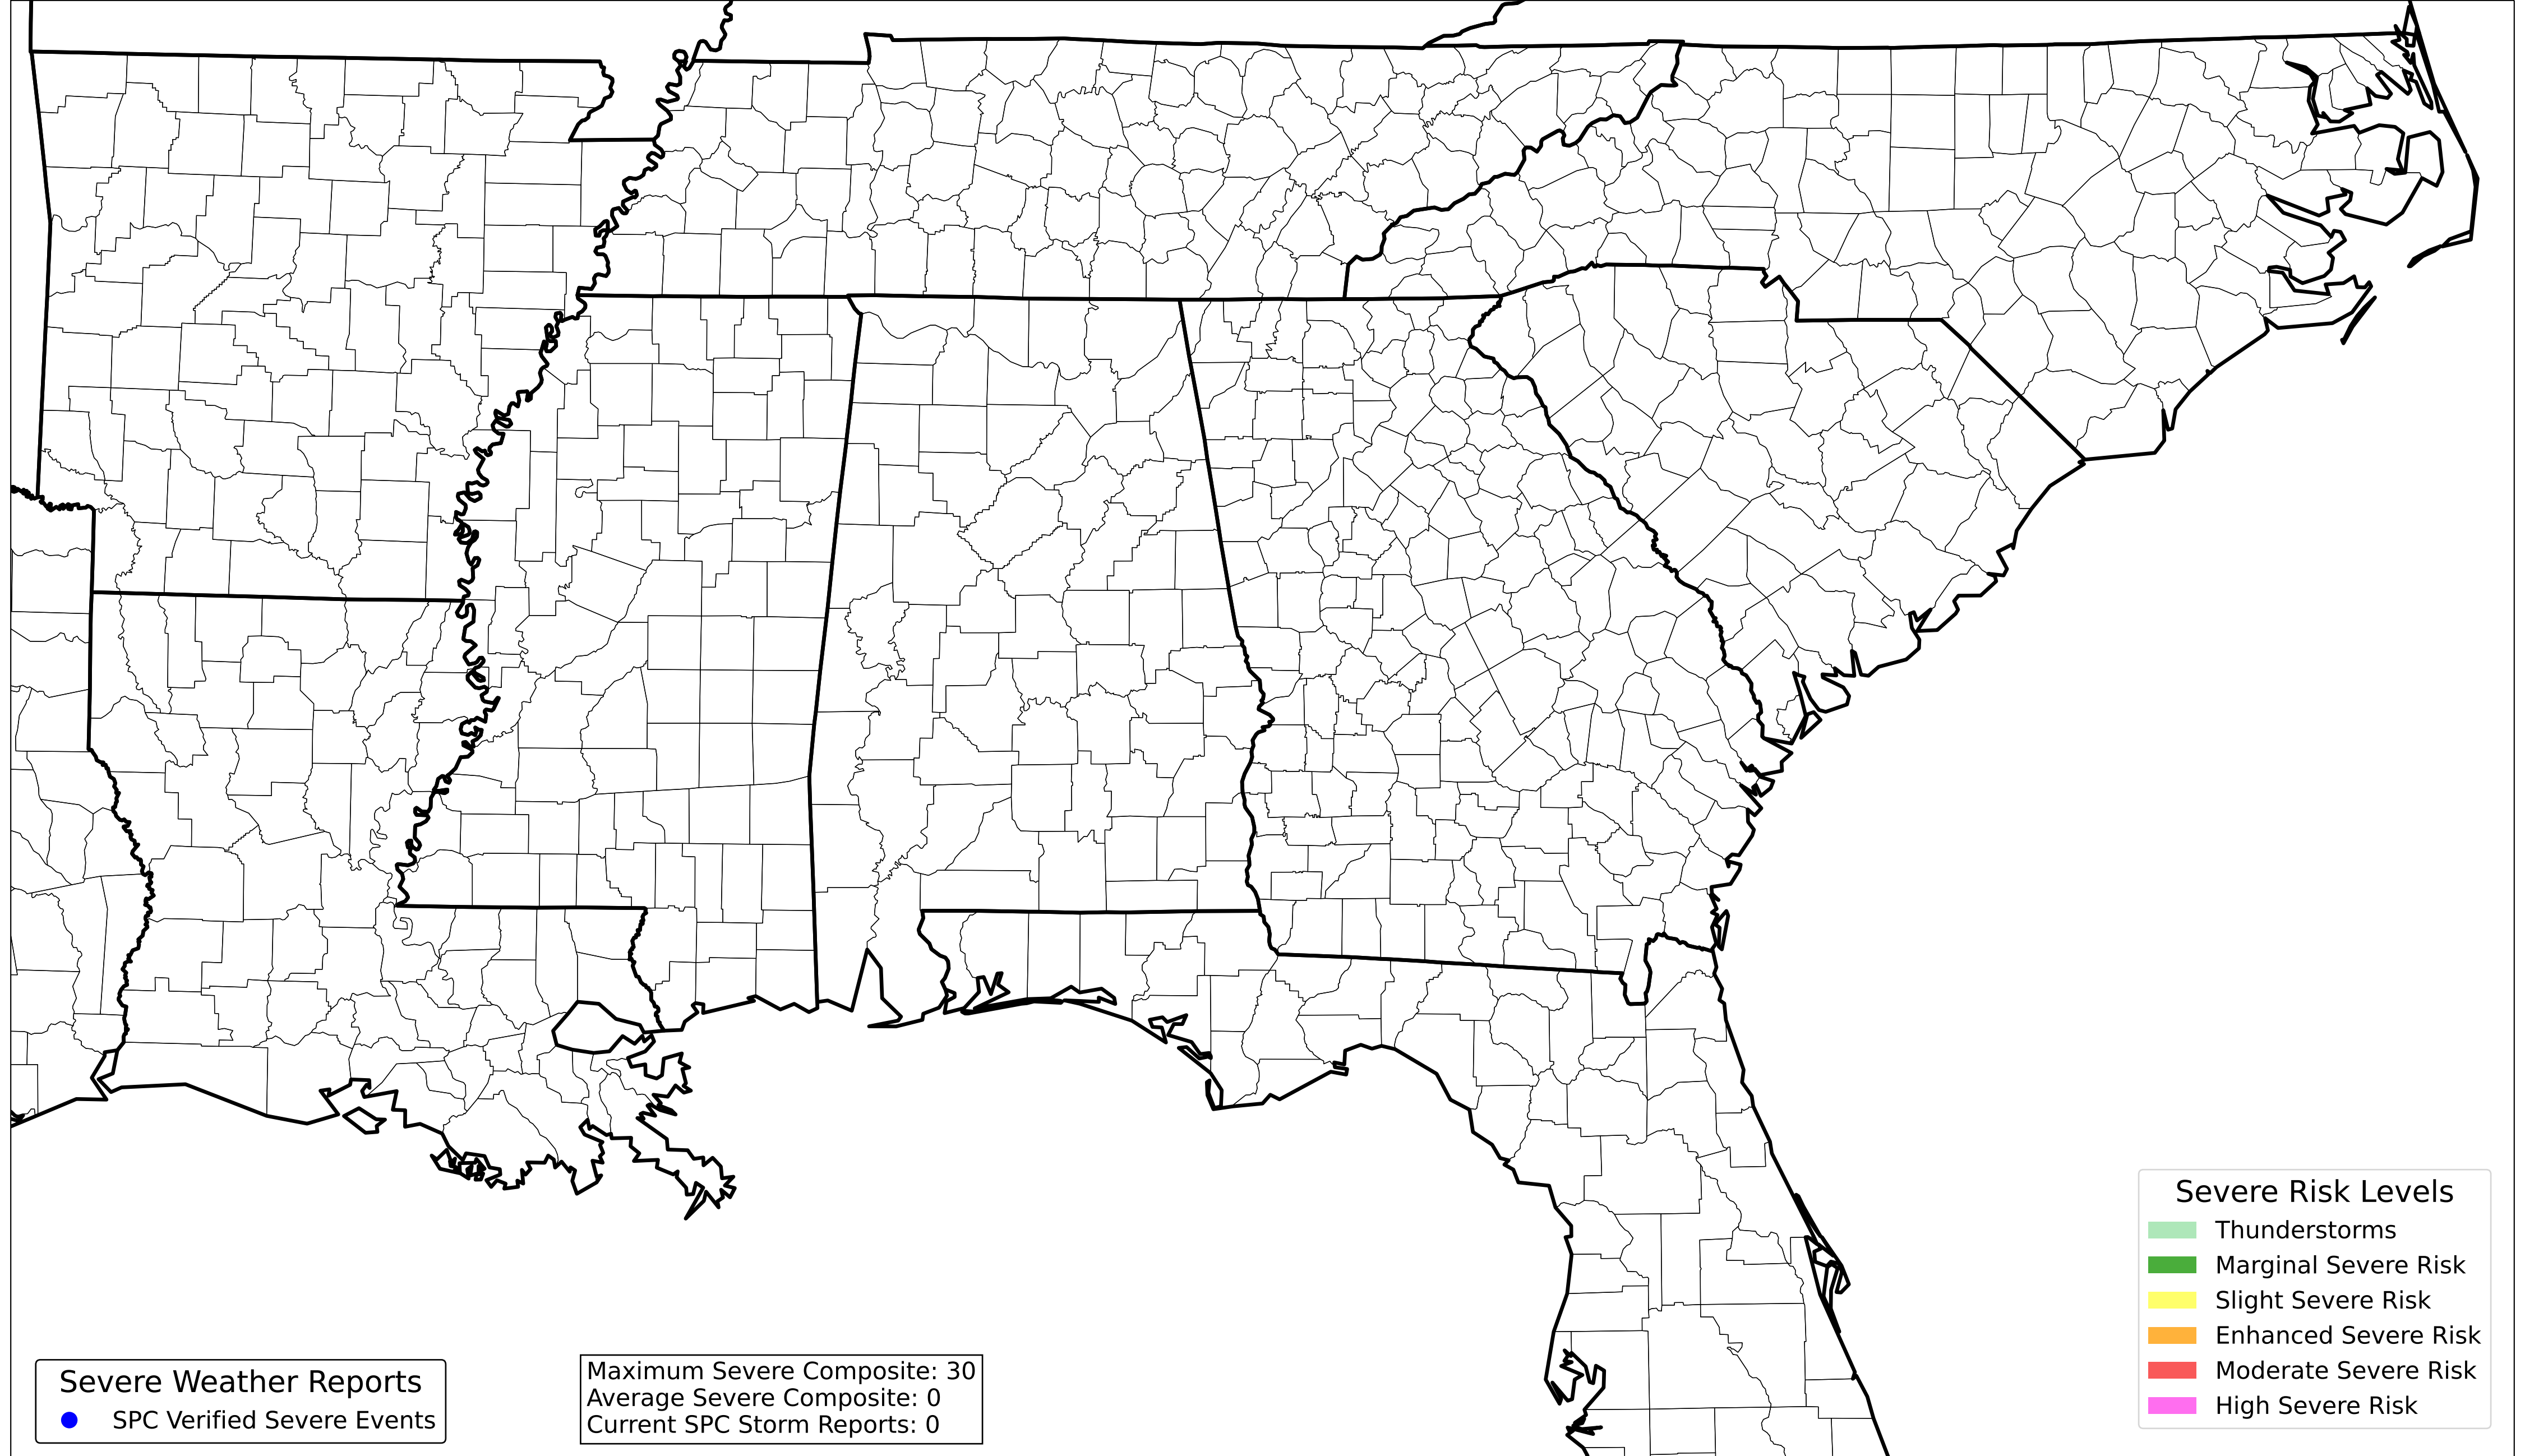 Severe Weather Reports
SPC Verified Severe Events
Maximum Severe Composite: 30
Average Severe Composite: 0
Current SPC Storm Reports: 0
Severe Risk Levels
Thunderstorms
Marginal Severe Risk
Slight Severe Risk
Enhanced Severe Risk
Moderate Severe Risk
High Severe Risk